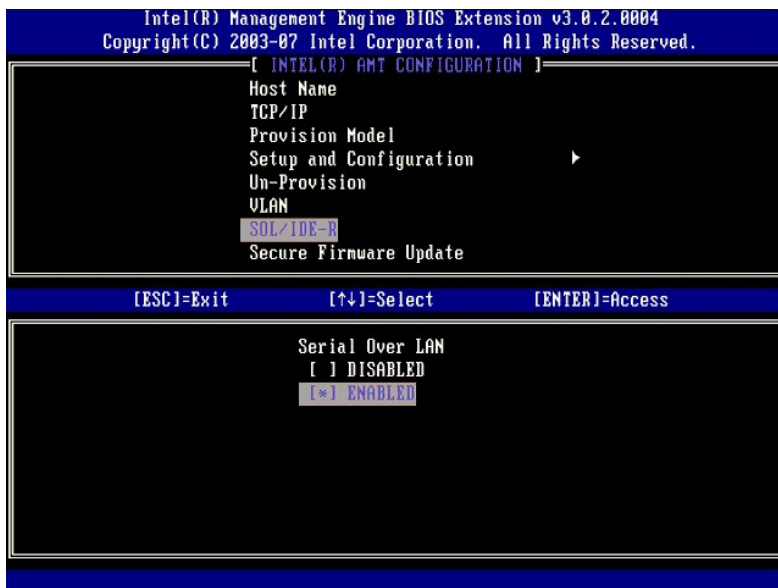 Intel(R) Management Engine BIOS Extension v3.0.2.0004
Copyright(C) 2003-07 Intel Corporation. All Rights Reserved.
[ INTEL(R) AMT CONFIGURATION ]
Host Name
TCP/IP
Provision Model
Setup and Configuration ►
Un-Provision
VLAN
SOL/IDE-R
Secure Firmware Update
[ESC]=Exit [↑↓]=Select [ENTER]=Access
Serial Over LAN
[ ] DISABLED
[*] ENABLED